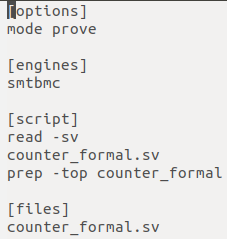 [options]
mode prove

[engines]
smtbmc

[script]
read -sv
counter_formal.sv
prep -top counter_formal

[files]
counter_formal.sv